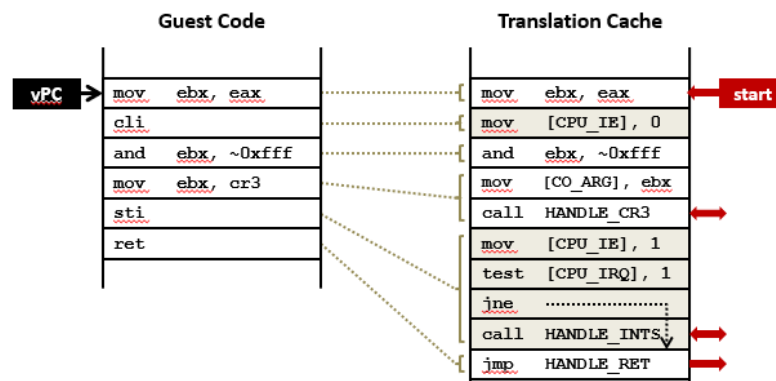 Guest Code
Translation Cache
vPC
mov ebx, eax
cli
and ebx, ~0xfff
mov ebx, cr3
sti
ret
mov ebx, eax
mov [CPU_IE], 0
and ebx, ~0xfff
mov [CO_ARG], ebx
call HANDLE_CR3
mov [CPU_IE], 1
test [CPU_IRQ], 1
jne
call HANDLE_INTS
jmp HANDLE_RET
start